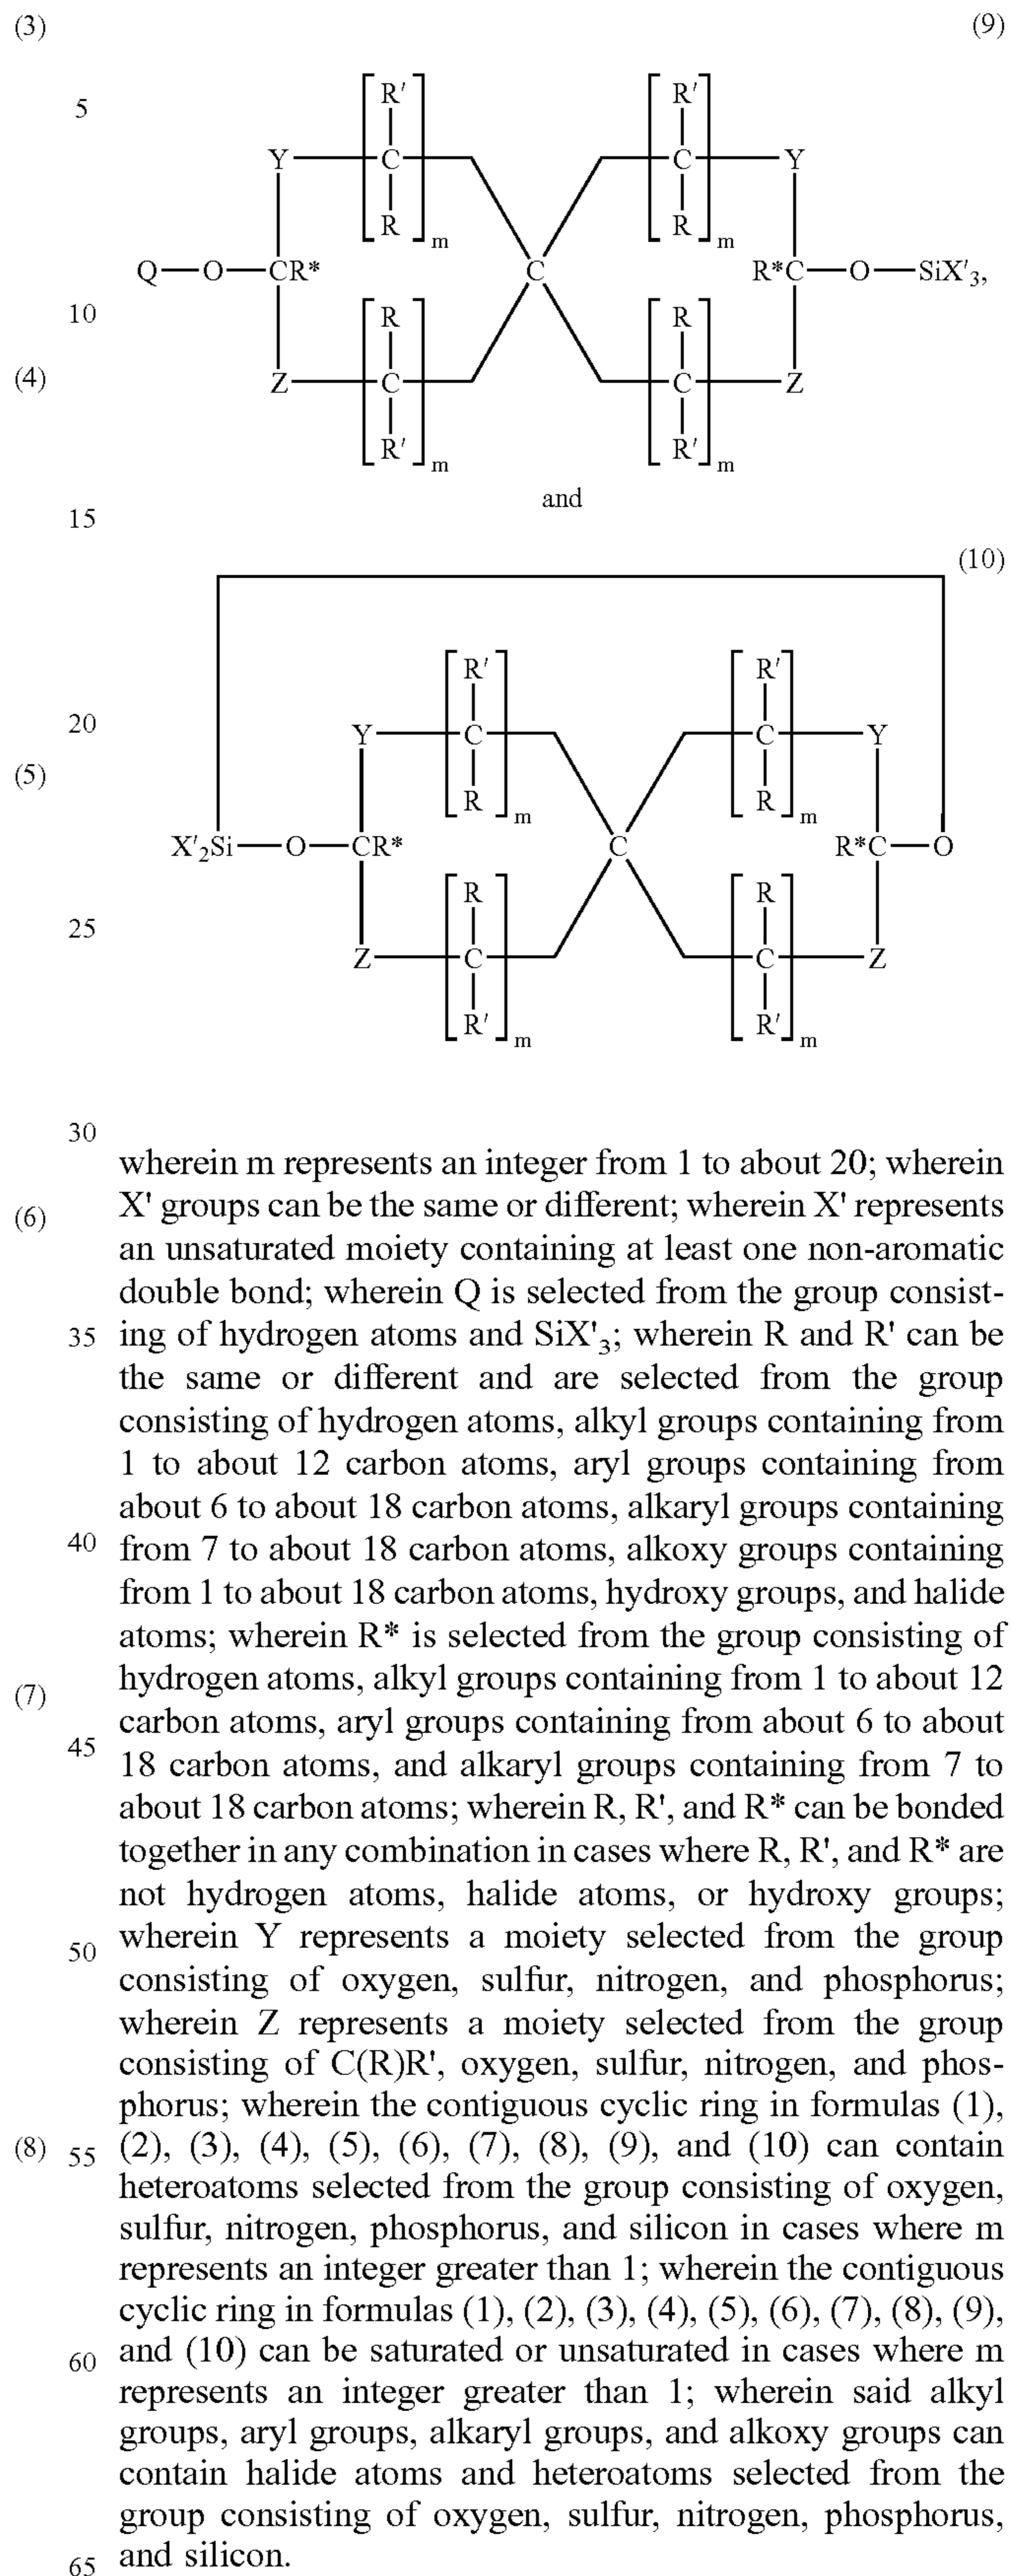 (3)
(9)
5
R' R'
Y C C Y
R m R m
Q—O—CR* C R*C—O—SiX'₃,
10
R R
(4)
Z C C Z
R' m R' m
and
15
(10)
R' R'
20
Y C C Y
(5)
R m R m
X'₂Si—O—CR* C R*C—O
R R
25
Z C C Z
R' m R' m
30
wherein m represents an integer from 1 to about 20; wherein
(6)
X' groups can be the same or different; wherein X' represents
an unsaturated moiety containing at least one non-aromatic
double bond; wherein Q is selected from the group consist-
35 ing of hydrogen atoms and SiX'₃; wherein R and R' can be
the same or different and are selected from the group
consisting of hydrogen atoms, alkyl groups containing from
1 to about 12 carbon atoms, aryl groups containing from
about 6 to about 18 carbon atoms, alkaryl groups containing
40 from 7 to about 18 carbon atoms, alkoxy groups containing
from 1 to about 18 carbon atoms, hydroxy groups, and halide
atoms; wherein R* is selected from the group consisting of
hydrogen atoms, alkyl groups containing from 1 to about 12
(7)
carbon atoms, aryl groups containing from about 6 to about
45
18 carbon atoms, and alkaryl groups containing from 7 to
about 18 carbon atoms; wherein R, R', and R* can be bonded
together in any combination in cases where R, R', and R* are
not hydrogen atoms, halide atoms, or hydroxy groups;
wherein Y represents a moiety selected from the group
50
consisting of oxygen, sulfur, nitrogen, and phosphorus;
wherein Z represents a moiety selected from the group
consisting of C(R)R', oxygen, sulfur, nitrogen, and phos-
phorus; wherein the contiguous cyclic ring in formulas (1),
(8) 55 (2), (3), (4), (5), (6), (7), (8), (9), and (10) can contain
heteroatoms selected from the group consisting of oxygen,
sulfur, nitrogen, phosphorus, and silicon in cases where m
represents an integer greater than 1; wherein the contiguous
cyclic ring in formulas (1), (2), (3), (4), (5), (6), (7), (8), (9),
60 and (10) can be saturated or unsaturated in cases where m
represents an integer greater than 1; wherein said alkyl
groups, aryl groups, alkaryl groups, and alkoxy groups can
contain halide atoms and heteroatoms selected from the
group consisting of oxygen, sulfur, nitrogen, phosphorus,
65 and silicon.